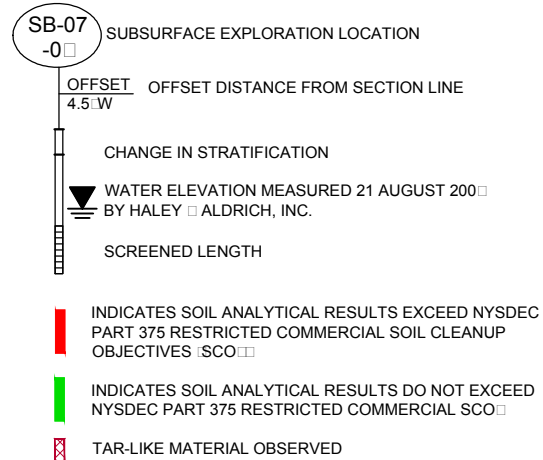 SB-07
-0□
SUBSURFACE EXPLORATION LOCATION
OFFSET
4.5□W
OFFSET DISTANCE FROM SECTION LINE
CHANGE IN STRATIFICATION
WATER ELEVATION MEASURED 21 AUGUST 200□
BY HALEY □ ALDRICH, INC.
SCREENED LENGTH
INDICATES SOIL ANALYTICAL RESULTS EXCEED NYSDEC
PART 375 RESTRICTED COMMERCIAL SOIL CLEANUP
OBJECTIVES □SCO□□
INDICATES SOIL ANALYTICAL RESULTS DO NOT EXCEED
NYSDEC PART 375 RESTRICTED COMMERCIAL SCO□
TAR-LIKE MATERIAL OBSERVED